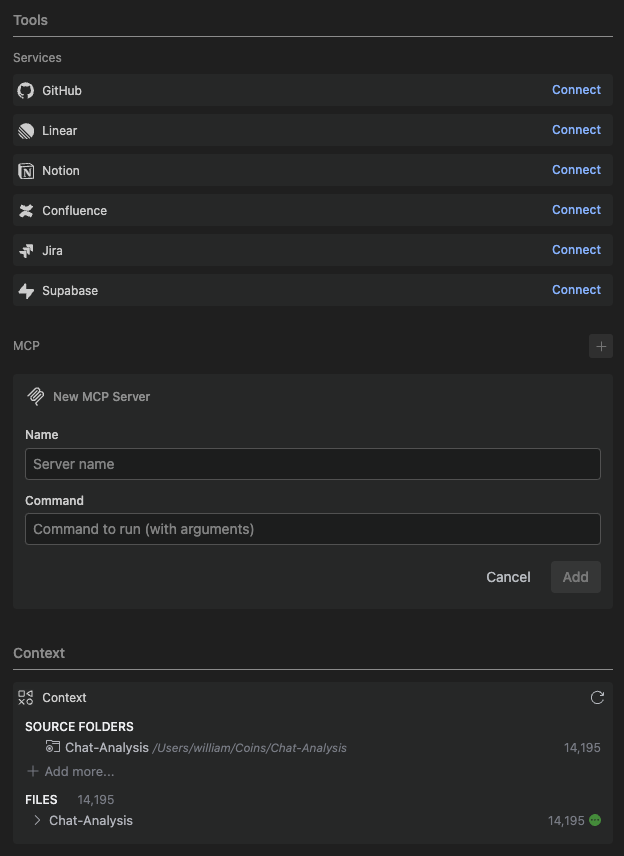 Tools
Services
GitHub Connect
Linear Connect
Notion Connect
Confluence Connect
Jira Connect
Supabase Connect
MCP
New MCP Server
Name
Server name
Command
Command to run (with arguments)
Cancel Add
Context
Context
SOURCE FOLDERS
Chat-Analysis /Users/william/Coins/Chat-Analysis 14,195
Add more...
FILES 14,195
Chat-Analysis 14,195